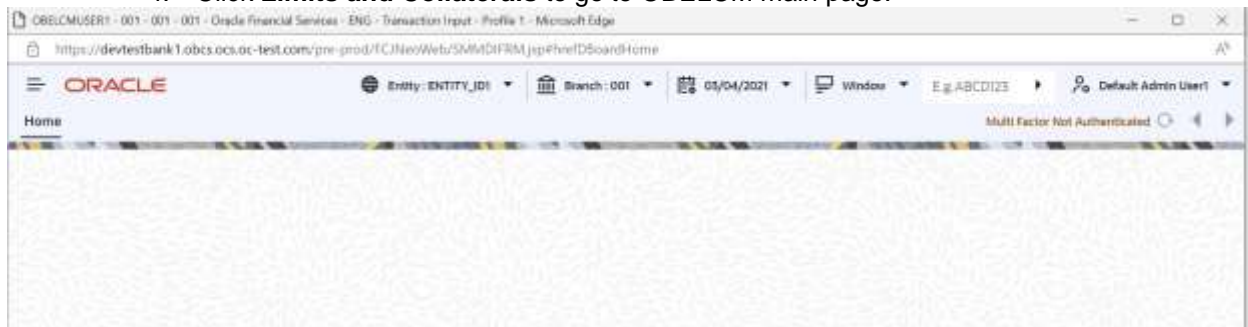 Click Limits and Collaterals to go to OBELCM main page.
OBELCMUSER1 - 001 - 001 - 001 - Oracle Financial Services - ENG - Transaction Input - Profile 1 - Microsoft Edge
https://devtestbank1.obcs.ocs.oc-test.com/pre-prod/FCJNeoWeb/SMMDIFRM.jsp#hrefDBoardHome
ORACLE Entity: ENTITY_ID1 Branch: 001 03/04/2021 Window E.g.ABCD123 Default Admin User1
Home Multi Factor Not Authenticated